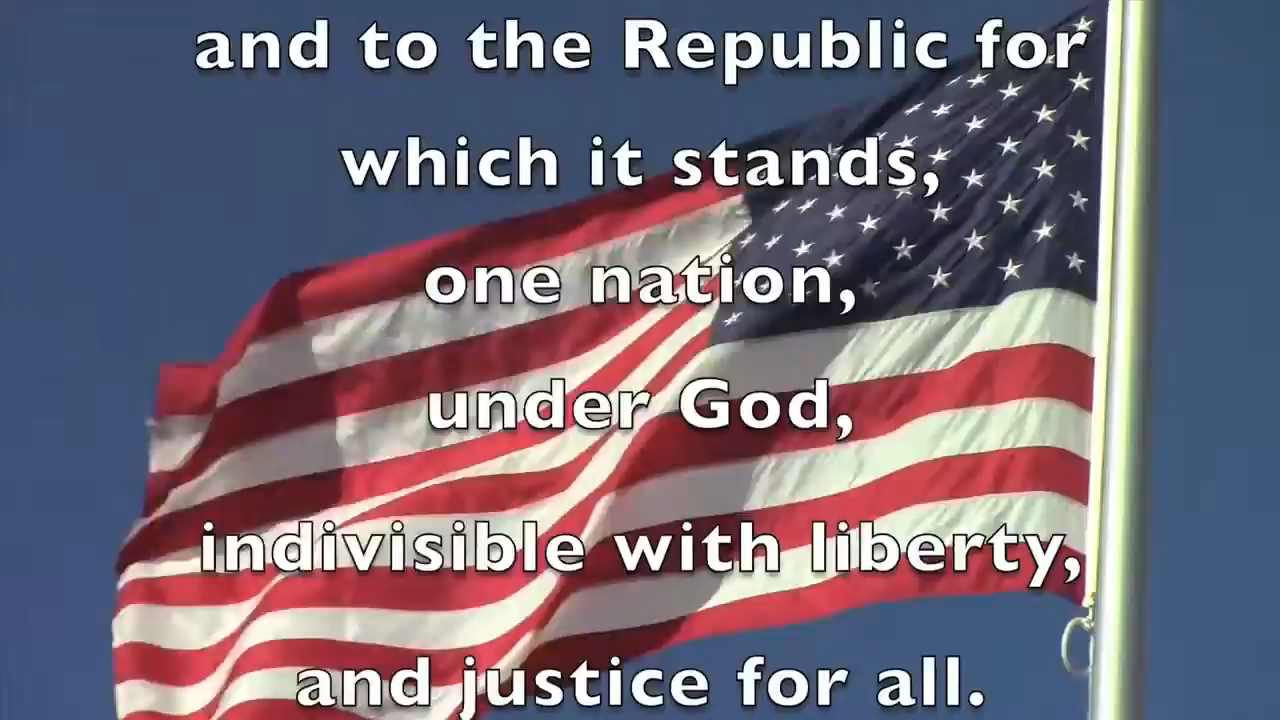 and to the Republic for
which it stands,
one nation,
under God,
indivisible with liberty,
and justice for all.